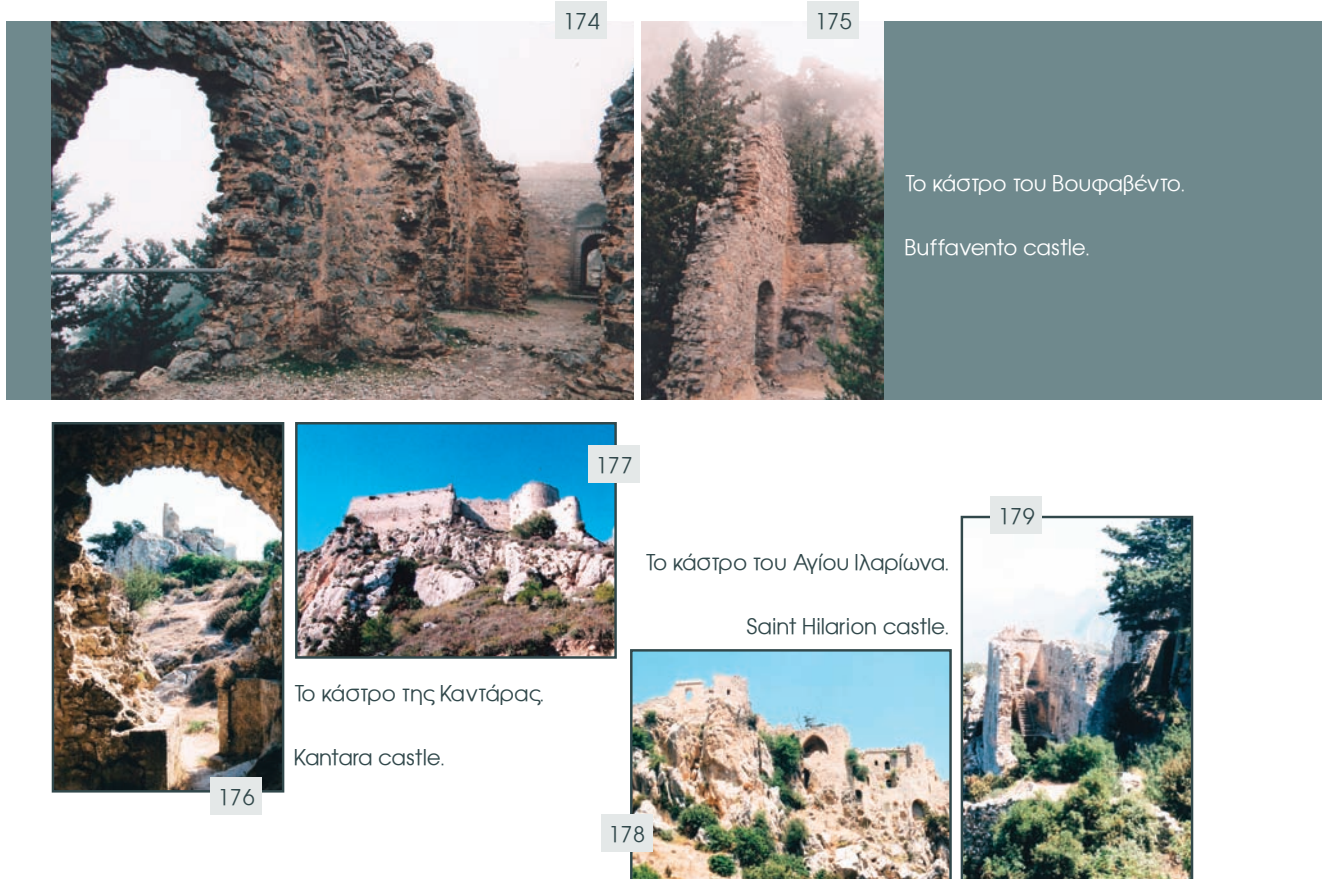 174
175
Το κάστρο του Βουφαβέντο.
Buffavento castle.
177
179
Το κάστρο του Αγίου Ιλαρίωνα.
Saint Hilarion castle.
Το κάστρο της Καντάρας.
Kantara castle.
176
178